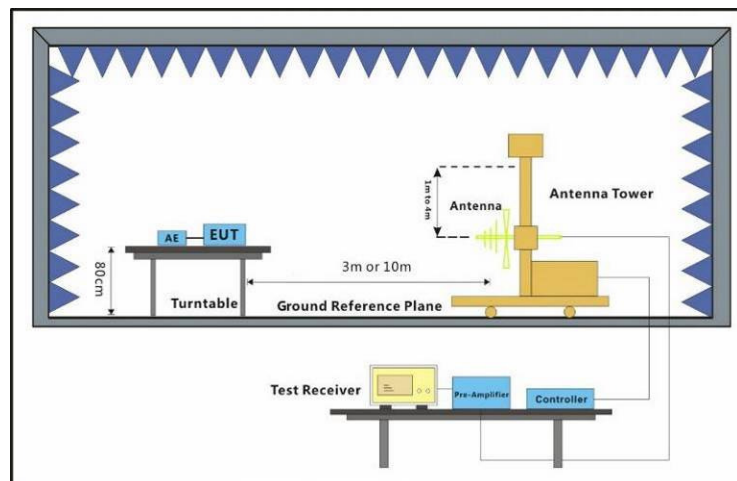 1m to 4m
Antenna
Antenna Tower
AE
EUT
80cm
3m or 10m
Turntable
Ground Reference Plane
Test Receiver
Pre-Amplifier
Controller